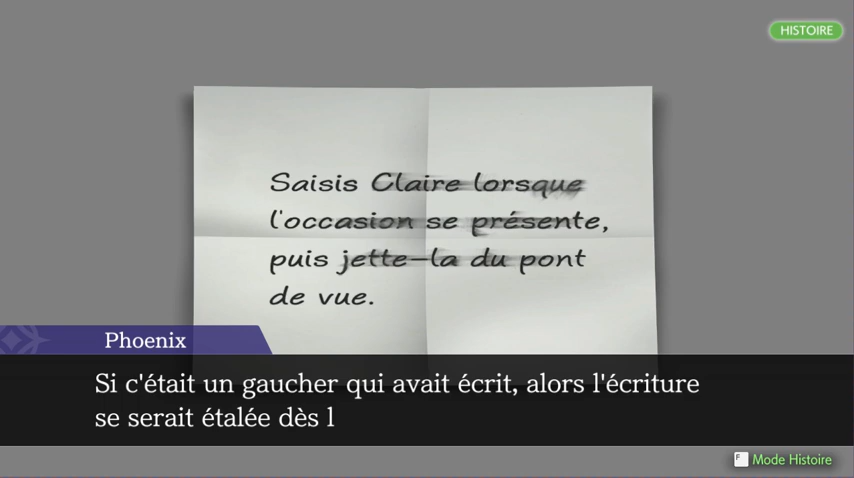 HISTOIRE
Saisis Claire lorsque
l'occasion se présente,
puis jette-la du pont
de vue.
Phoenix
Si c'était un gaucher qui avait écrit, alors l'écriture
se serait étalée dès l
F Mode Histoire